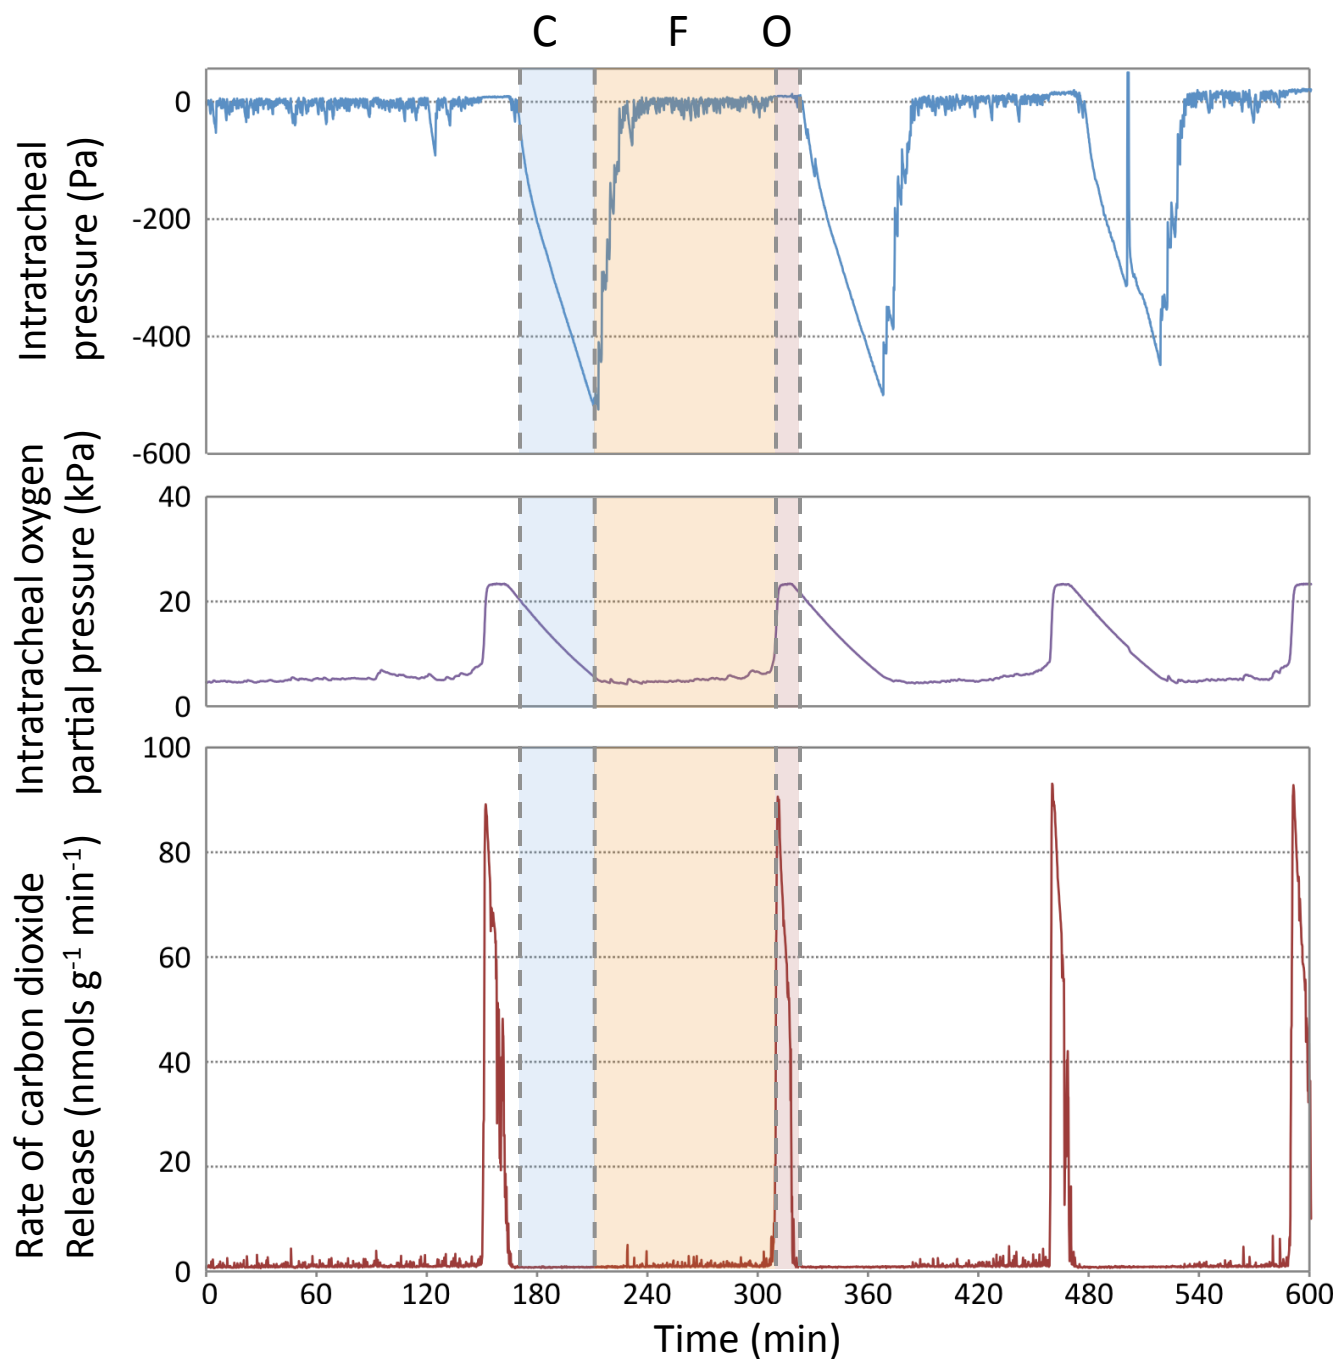 C F O
Intratracheal
pressure (Pa)
0
-200
-400
-600
Intratracheal oxygen
partial pressure (kPa)
40
20
0
Rate of carbon dioxide
Release (nmols g⁻¹ min⁻¹)
100
80
60
40
20
0
0 60 120 180 240 300 360 420 480 540 600
Time (min)